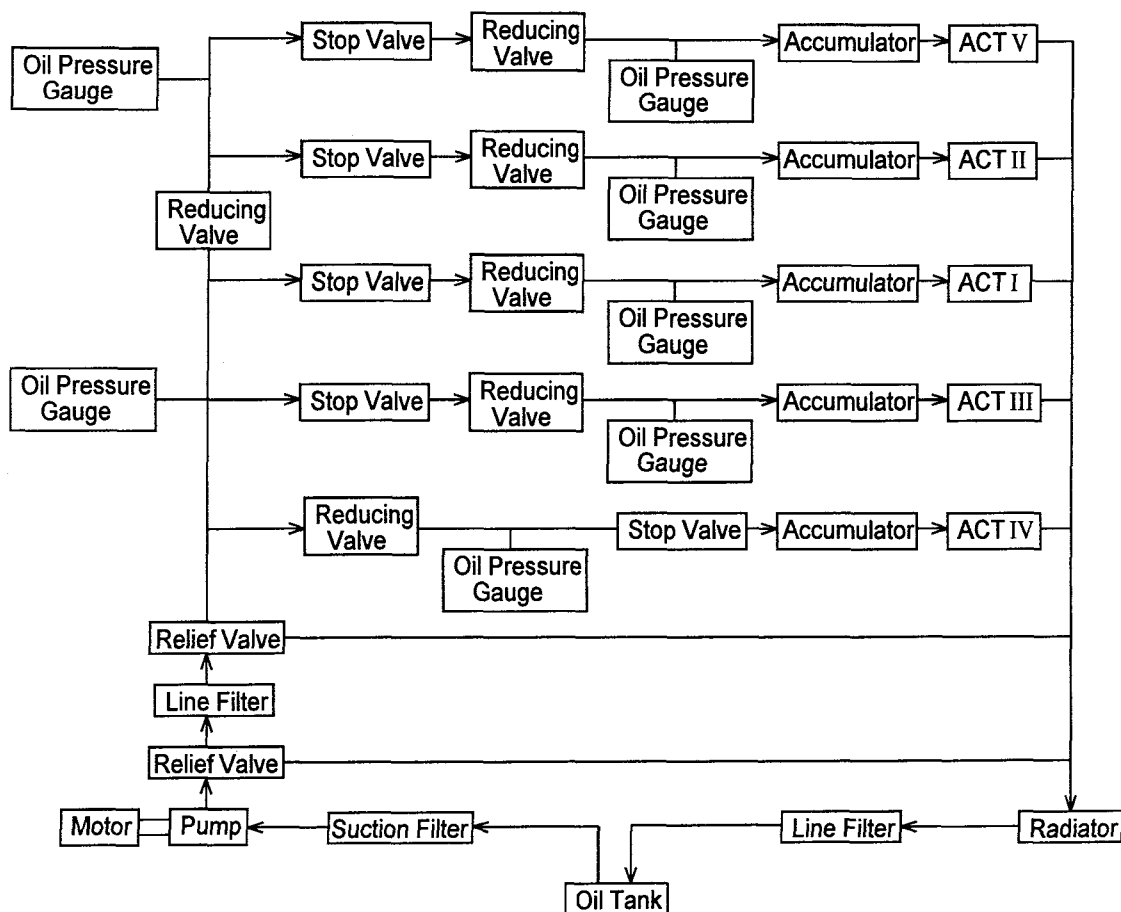 Oil Pressure
Gauge
Stop Valve
Reducing
Valve
Oil Pressure
Gauge
Accumulator
ACT V
Stop Valve
Reducing
Valve
Oil Pressure
Gauge
Accumulator
ACT II
Reducing
Valve
Stop Valve
Reducing
Valve
Oil Pressure
Gauge
Accumulator
ACT I
Oil Pressure
Gauge
Stop Valve
Reducing
Valve
Oil Pressure
Gauge
Accumulator
ACT III
Reducing
Valve
Oil Pressure
Gauge
Stop Valve
Accumulator
ACT IV
Relief Valve
Line Filter
Relief Valve
Motor
Pump
Suction Filter
Line Filter
Radiator
Oil Tank